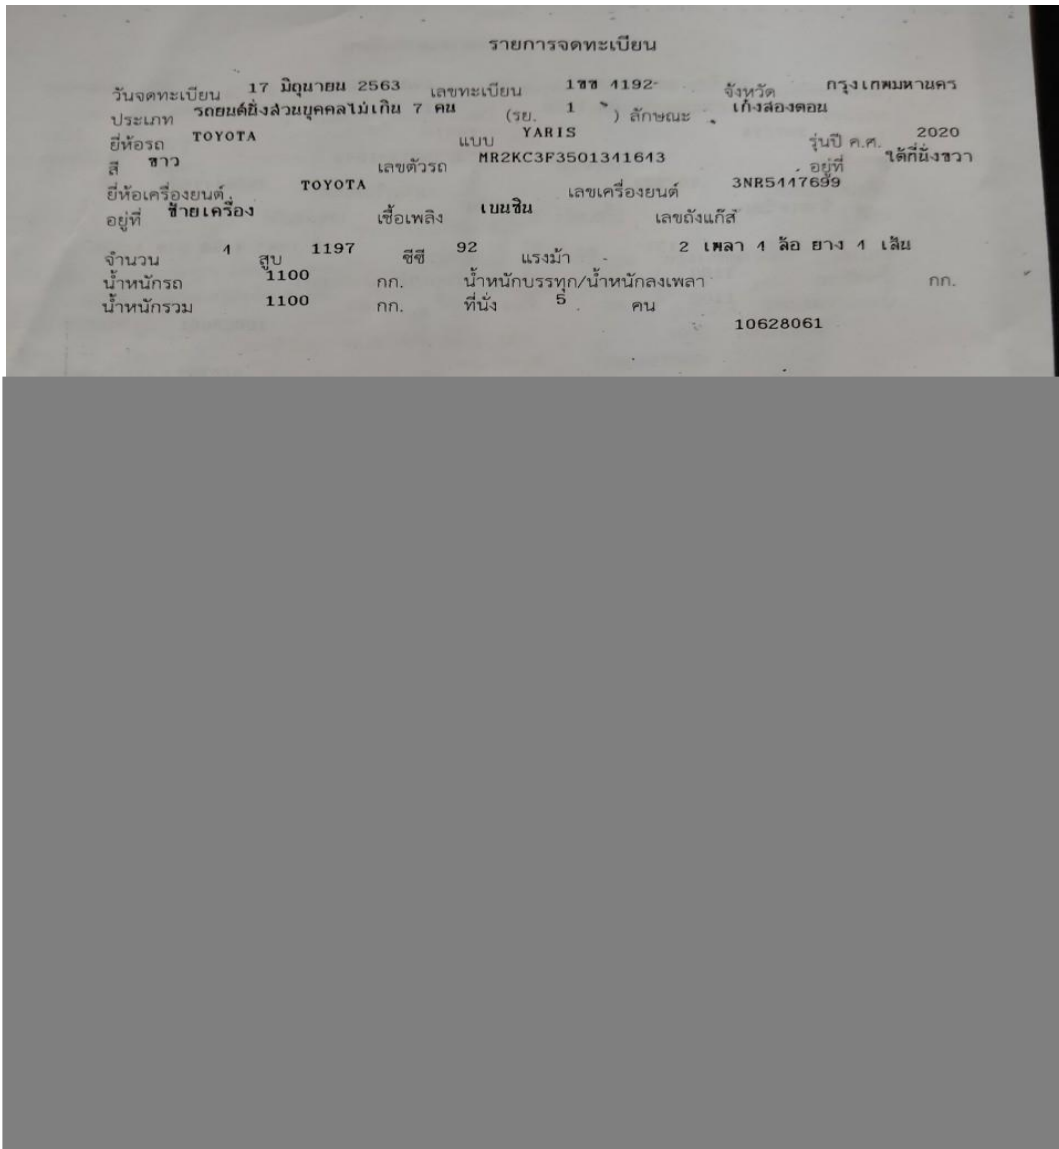 รายการจดทะเบียน
วันจดทะเบียน 17 มิถุนายน 2563 เลขทะเบียน 1ขข 4192 จังหวัด กรุงเทพมหานคร
ประเภท รถยนต์นั่งส่วนบุคคลไม่เกิน 7 คน (รย. 1 ) ลักษณะ เก๋งสองตอน
ยี่ห้อรถ TOYOTA แบบ YARIS รุ่นปี ค.ศ. 2020
สี ขาว เลขตัวรถ MR2KC3F3501341643 อยู่ที่ ใต้ที่นั่งขวา
ยี่ห้อเครื่องยนต์ TOYOTA เลขเครื่องยนต์ 3NR5447699
อยู่ที่ ซ้ายเครื่อง เชื้อเพลิง เบนซิน เลขถังแก๊ส
จำนวน 4 สูบ 1197 ซีซี 92 แรงม้า 2 เพลา 4 ล้อ ยาง 4 เส้น
น้ำหนักรถ 1100 กก. น้ำหนักบรรทุก/น้ำหนักลงเพลา กก.
น้ำหนักรวม 1100 กก. ที่นั่ง 5 คน
10628061